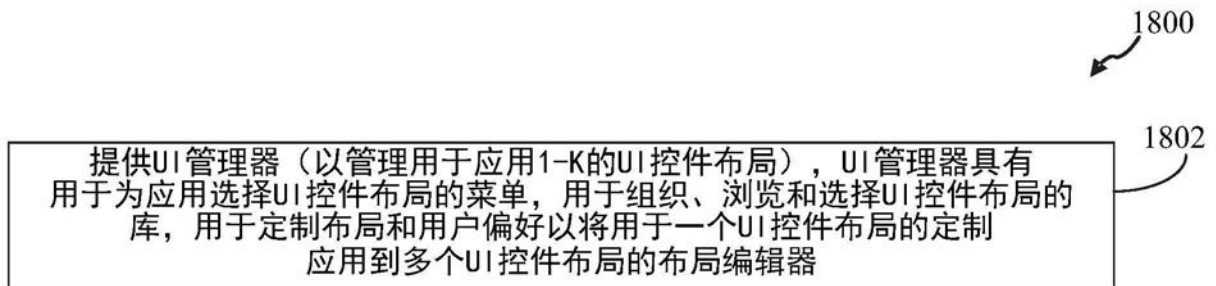 1800
1802
提供UI管理器（以管理用于应用1-K的UI控件布局），UI管理器具有
用于为应用选择UI控件布局的菜单，用于组织、浏览和选择UI控件布局的
库，用于定制布局和用户偏好以将用于一个UI控件布局的定制
应用到多个UI控件布局的布局编辑器